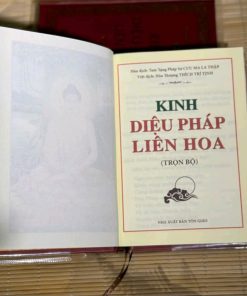 Hán dịch: Tam Tạng Pháp Sư CƯU MA LA THẬP
Việt dịch: Hòa Thượng THÍCH TRÍ TỊNH
KINH
DIỆU PHÁP
LIÊN HOA
(TRỌN BỘ)
NHÀ XUẤT BẢN TÔN GIÁO